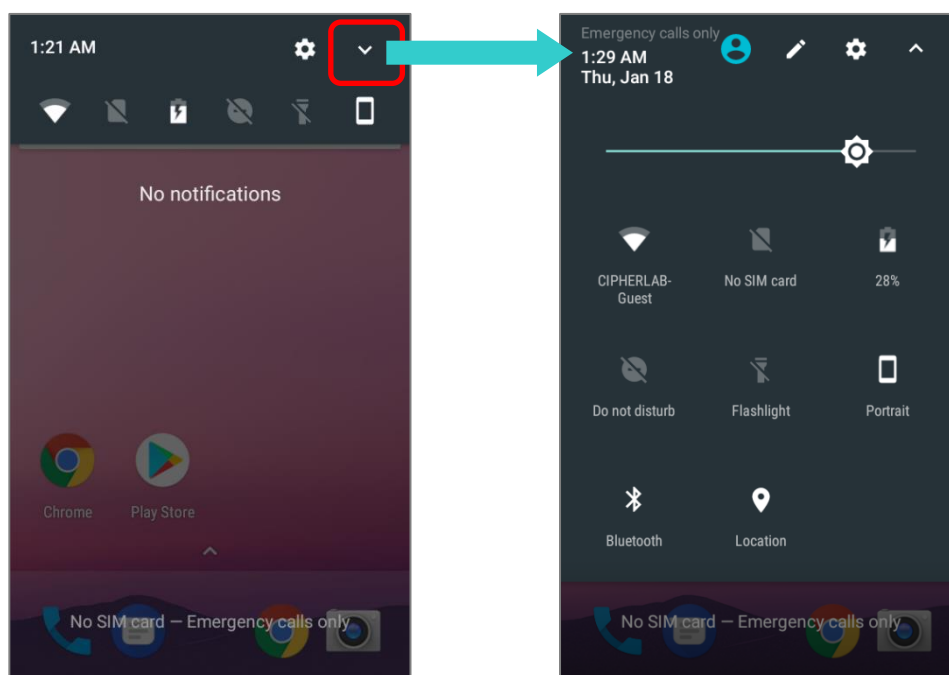 1:21 AM
No notifications
Chrome
Play Store
No SIM card — Emergency calls only
Emergency calls only
1:29 AM
Thu, Jan 18
CIPHERLAB-
Guest
No SIM card
28%
Do not disturb
Flashlight
Portrait
Bluetooth
Location
No SIM card — Emergency calls only